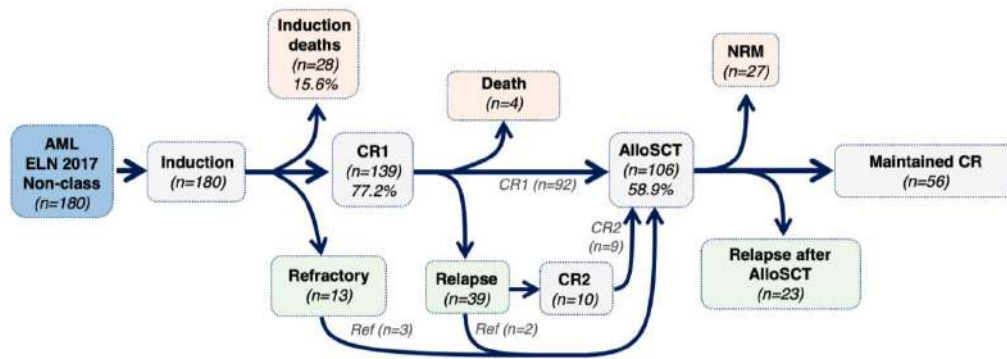 Induction
deaths
(n=28)
15.6%
NRM
(n=27)
Death
(n=4)
AML
ELN 2017
Non-class
(n=180)
Induction
(n=180)
CR1
(n=139)
77.2%
CR1 (n=92)
AlloSCT
(n=106)
58.9%
Maintained CR
(n=56)
CR2
(n=9)
Refractory
(n=13)
Relapse
(n=39)
CR2
(n=10)
Relapse after
AlloSCT
(n=23)
Ref (n=3)
Ref (n=2)